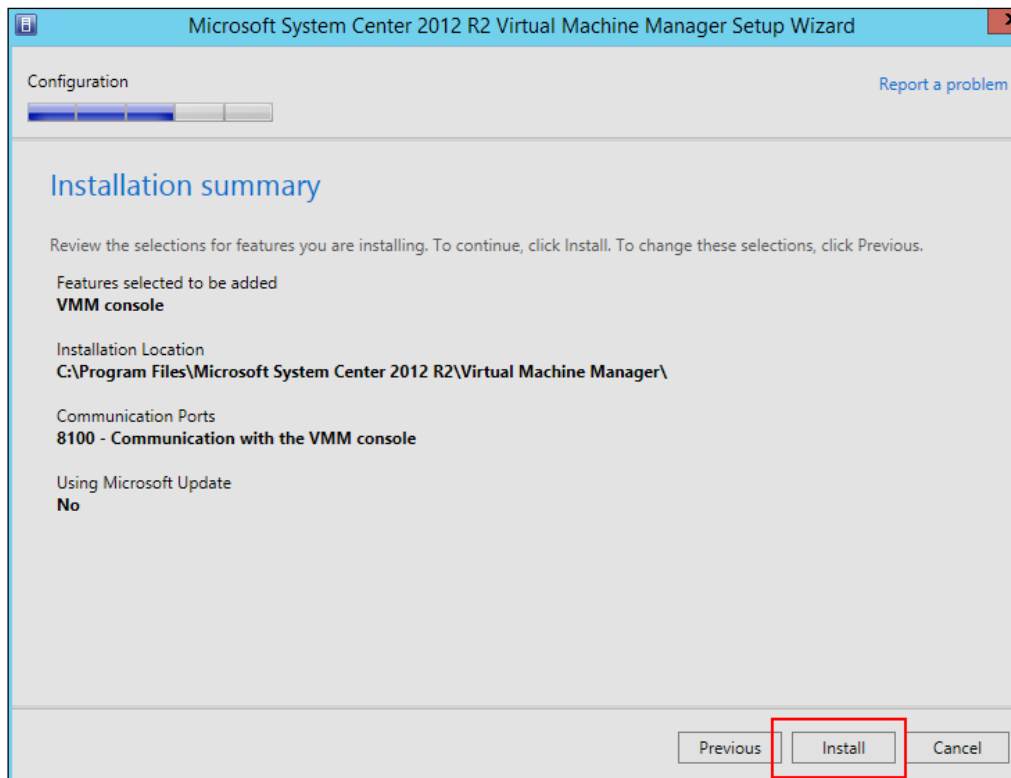 Microsoft System Center 2012 R2 Virtual Machine Manager Setup Wizard
Configuration
Report a problem
Installation summary
Review the selections for features you are installing. To continue, click Install. To change these selections, click Previous.
Features selected to be added
VMM console
Installation Location
C:\Program Files\Microsoft System Center 2012 R2\Virtual Machine Manager\
Communication Ports
8100 - Communication with the VMM console
Using Microsoft Update
No
Previous
Install
Cancel